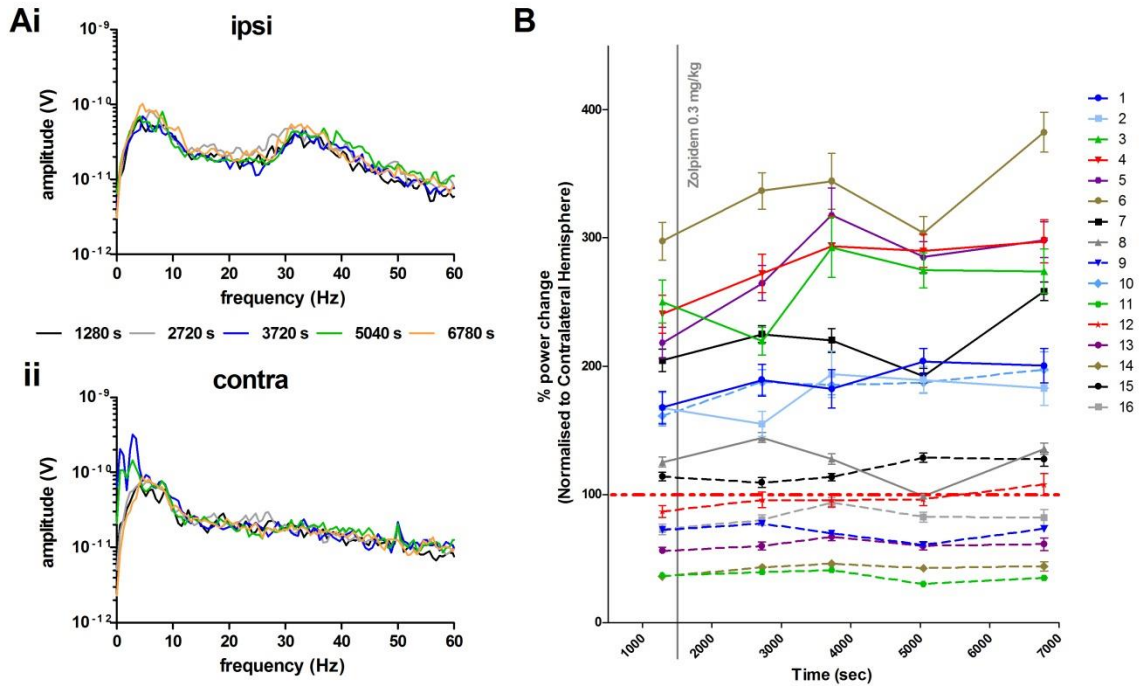 Ai
ipsi
10⁻⁹
10⁻¹⁰
10⁻¹¹
10⁻¹²
amplitude (V)
0 10 20 30 40 50 60
frequency (Hz)
1280 s 2720 s 3720 s 5040 s 6780 s
ii
contra
10⁻⁹
10⁻¹⁰
10⁻¹¹
10⁻¹²
amplitude (V)
0 10 20 30 40 50 60
frequency (Hz)
B
% power change
(Normalised to Contralateral Hemisphere)
400
300
200
100
0
Zolpidem 0.3 mg/kg
1000 2000 3000 4000 5000 6000 7000
Time (sec)
1
2
3
4
5
6
7
8
9
10
11
12
13
14
15
16